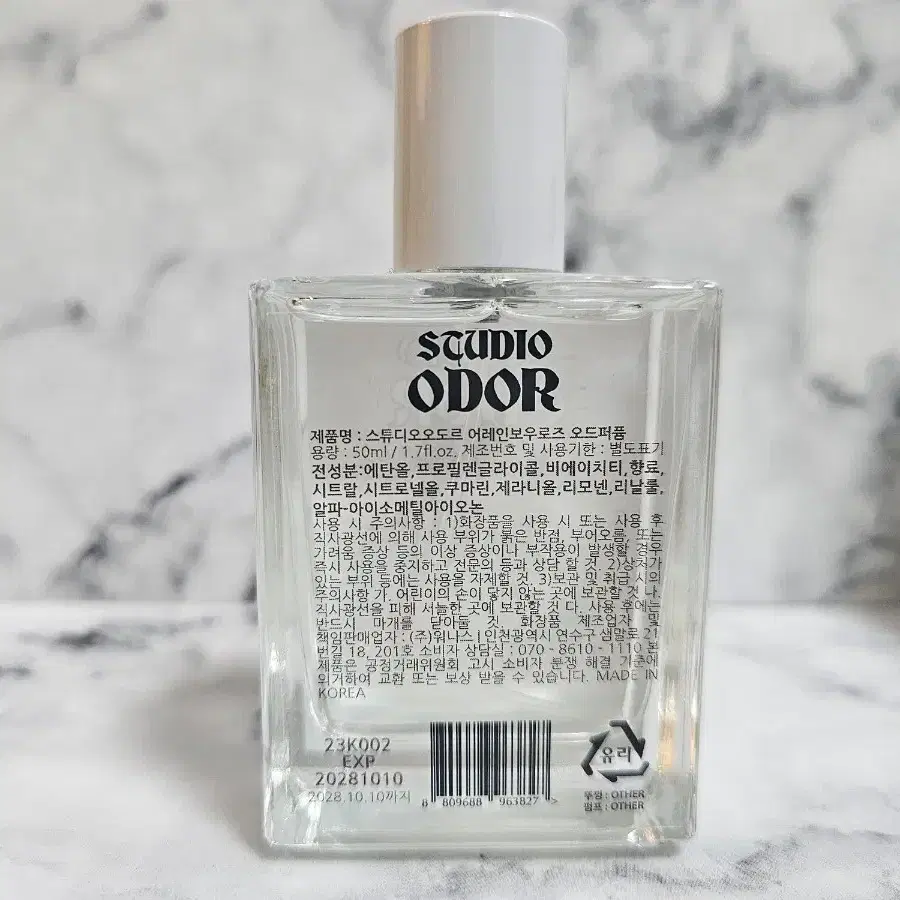 STUDIO
ODOR
제품명 : 스튜디오오도르 어레인보우로즈 오드퍼퓸
용량 : 50ml / 1.7fl.oz. 제조번호 및 사용기한 : 별도표기
전성분:에탄올,프로필렌글라이콜,비에이치티,향료,
시트랄,시트로넬올,쿠마린,제라니올,리모넨,리날룰,
알파-아이소메틸아이오논
사용 시 주의사항 : 1)화장품을 사용 시 또는 사용 후
직사광선에 의해 사용 부위가 붉은 반점, 부어오름, 또는
가려움 증상 등의 이상 증상이나 부작용이 발생할 경우
즉시 사용을 중지하고 전문의 등과 상담 할 것. 2)상처가
있는 부위 등에는 사용을 자제할 것. 3)보관 및 취급 시의
주의사항 가. 어린이의 손이 닿지 않는 곳에 보관할 것 나.
직사광선을 피해 서늘한 곳에 보관할 것 다. 사용 후에는
반드시 마개를 닫아둘 것. 화장품 제조업자 및
책임판매업자 : (주)워나스 | 인천광역시 연수구 샘말로 21
번길 18, 201호 소비자 상담실 : 070 - 8610 - 1110 본
제품은 공정거래위원회 고시 소비자 분쟁 해결 기준에
의거하여 교환 또는 보상 받을 수 있습니다. MADE IN
KOREA
23K002
EXP
20281010
2028.10.10까지
8 809688 963827 >
유리
뚜껑 : OTHER
펌프 : OTHER